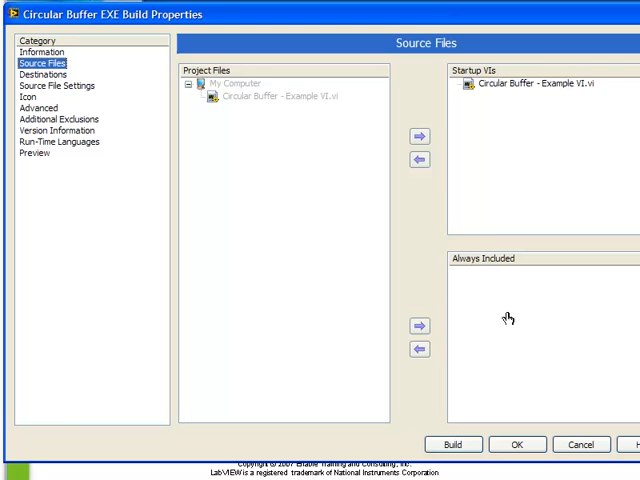 Circular Buffer EXE Build Properties
Category
Information
Source Files
Destinations
Source File Settings
Icon
Advanced
Additional Exclusions
Version Information
Run-Time Languages
Preview
Source Files
Project Files
My Computer
Circular Buffer - Example VI.vi
Startup VIs
Circular Buffer - Example VI.vi
Always Included
Build
OK
Cancel
H
Copyright © 2007 Enable Training and Consulting, Inc.
LabVIEW is a registered trademark of National Instruments Corporation